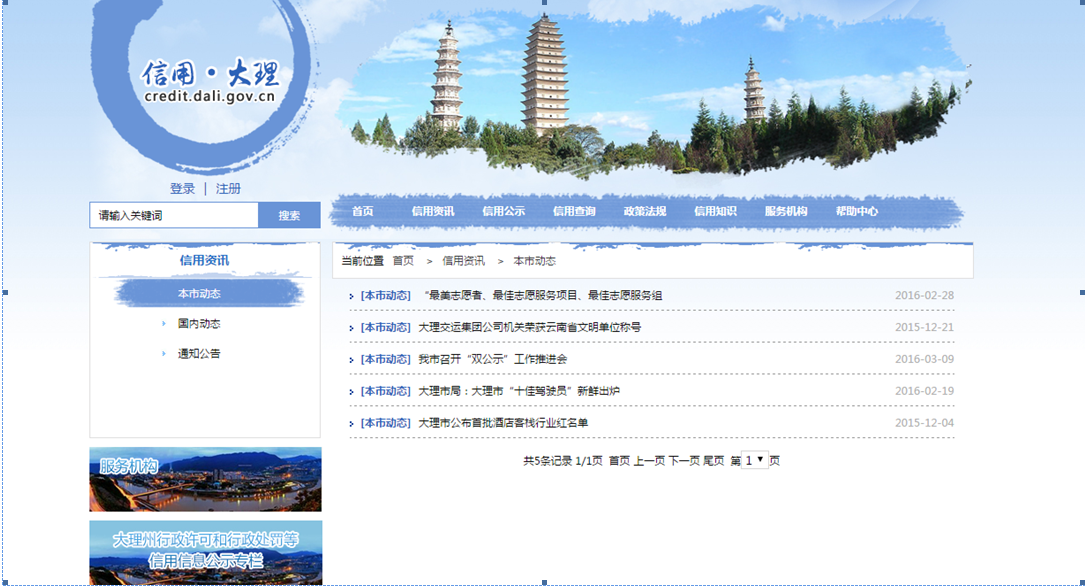 信用·大理
credit.dali.gov.cn
登录 | 注册
请输入关键词 搜索
首页 信用资讯 信用公示 信用查询 政策法规 信用知识 服务机构 帮助中心
信用资讯
本市动态
国内动态
通知公告
当前位置 首页 > 信用资讯 > 本市动态
[本市动态] “最美志愿者、最佳志愿服务项目、最佳志愿服务组 2016-02-28
[本市动态] 大理交运集团公司机关荣获云南省文明单位称号 2015-12-21
[本市动态] 我市召开“双公示”工作推进会 2016-03-09
[本市动态] 大理市局：大理市“十佳驾驶员”新鲜出炉 2016-02-19
[本市动态] 大理市公布首批酒店客栈行业红名单 2015-12-04
共5条记录 1/1页 首页 上一页 下一页 尾页 第 1 页
服务机构
大理州行政许可和行政处罚等
信用信息公示专栏